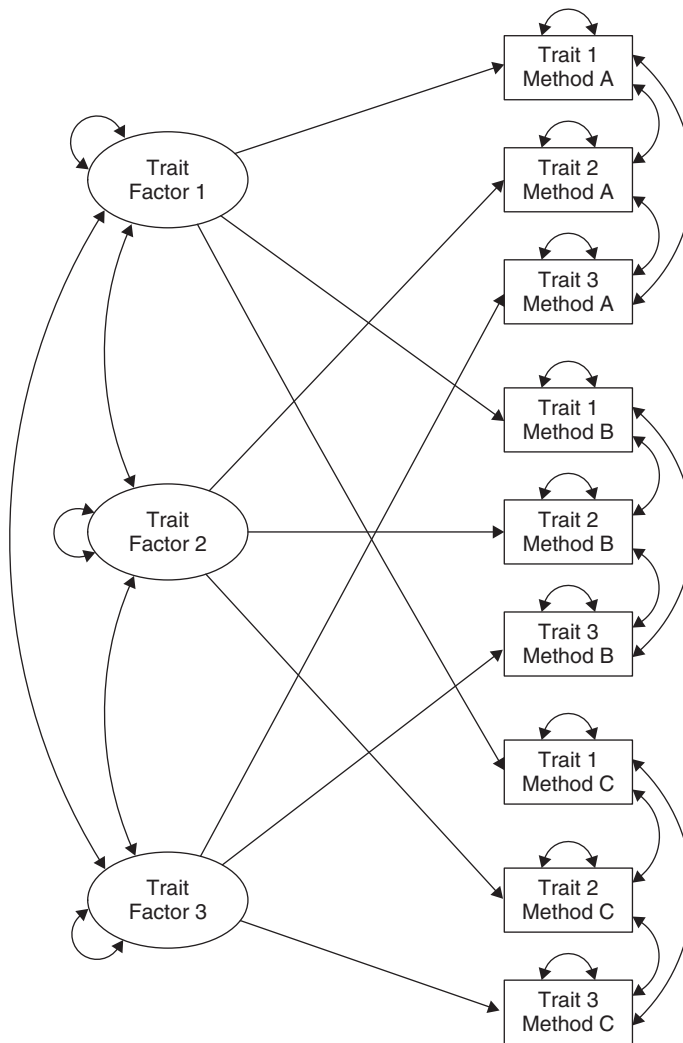 Trait 1
Method A
Trait 2
Method A
Trait 3
Method A
Trait 1
Method B
Trait 2
Method B
Trait 3
Method B
Trait 1
Method C
Trait 2
Method C
Trait 3
Method C
Trait
Factor 1
Trait
Factor 2
Trait
Factor 3